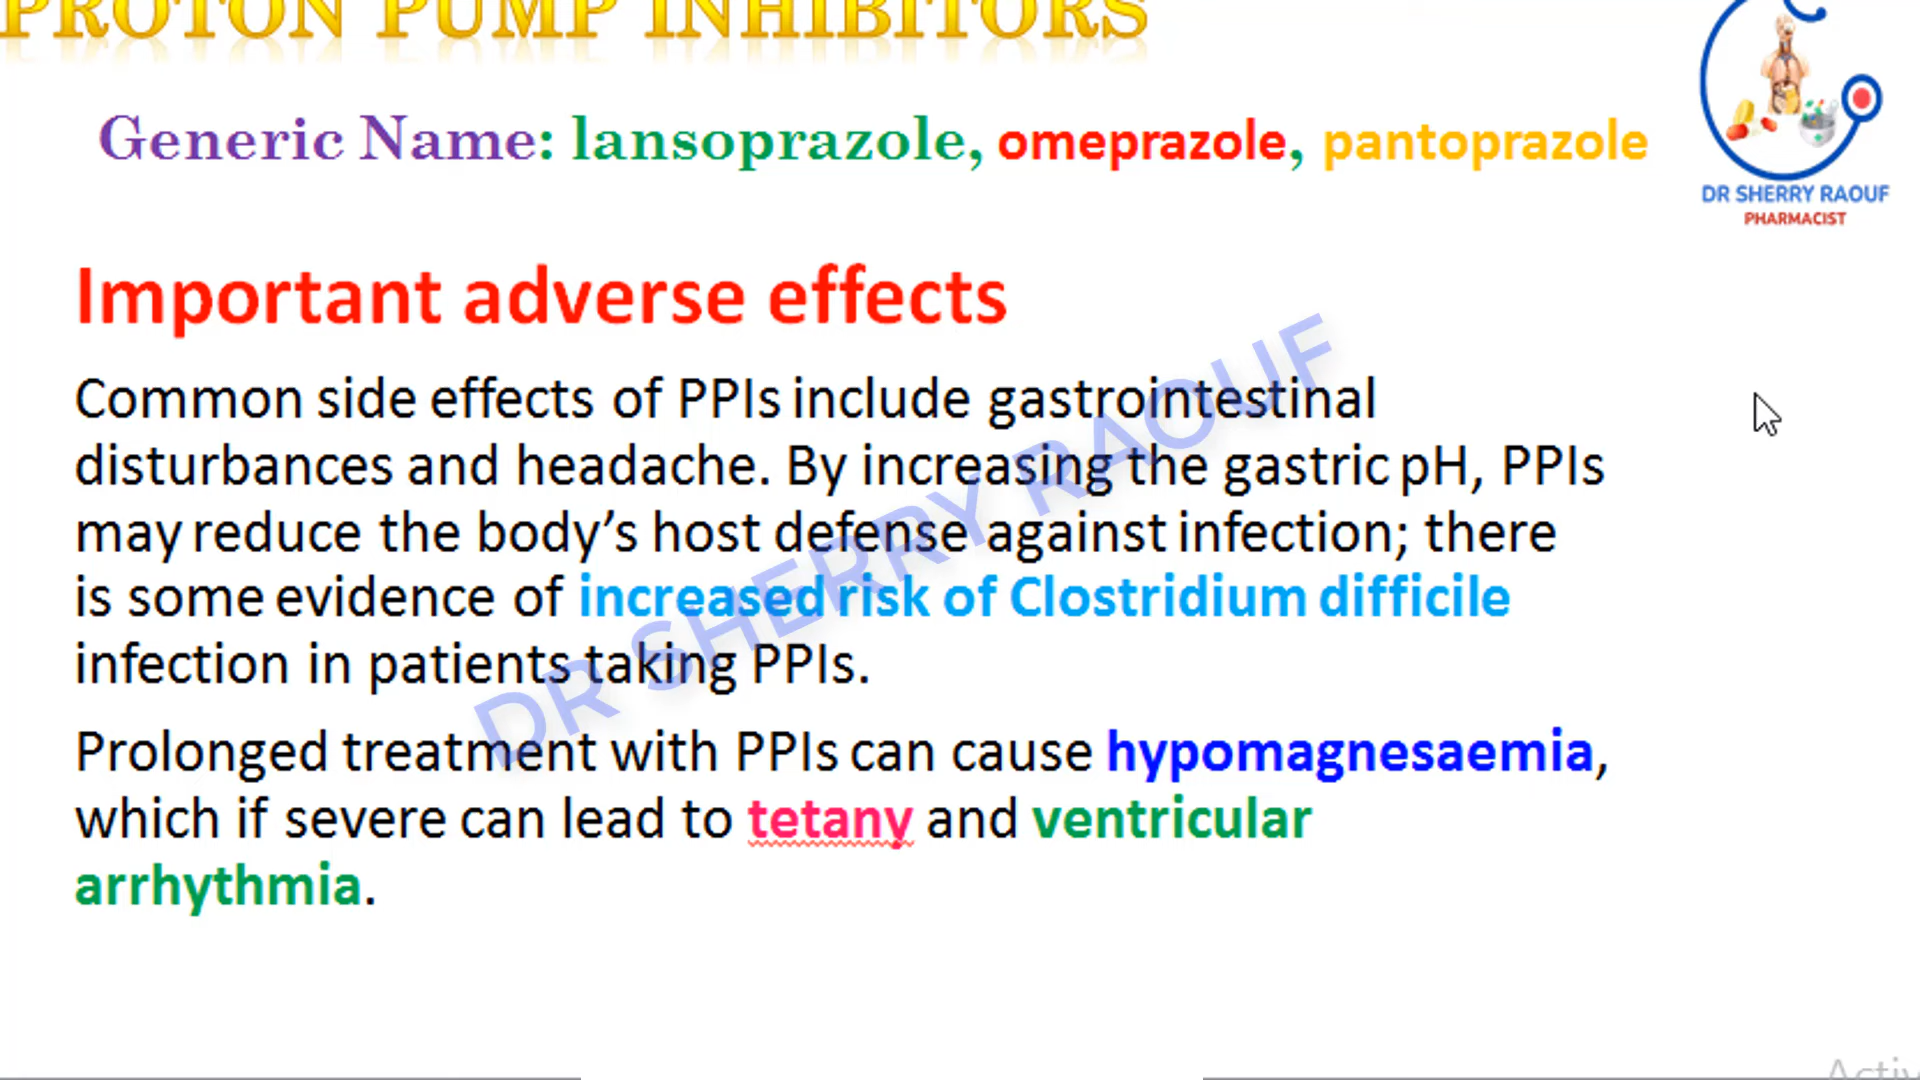 PROTON PUMP INHIBITORS
Generic Name: lansoprazole, omeprazole, pantoprazole
DR SHERRY RAOUF
PHARMACIST
Important adverse effects
Common side effects of PPIs include gastrointestinal
disturbances and headache. By increasing the gastric pH, PPIs
may reduce the body’s host defense against infection; there
is some evidence of increased risk of Clostridium difficile
infection in patients taking PPIs.
Prolonged treatment with PPIs can cause hypomagnesaemia,
which if severe can lead to tetany and ventricular
arrhythmia.
DR SHERRY RAOUF